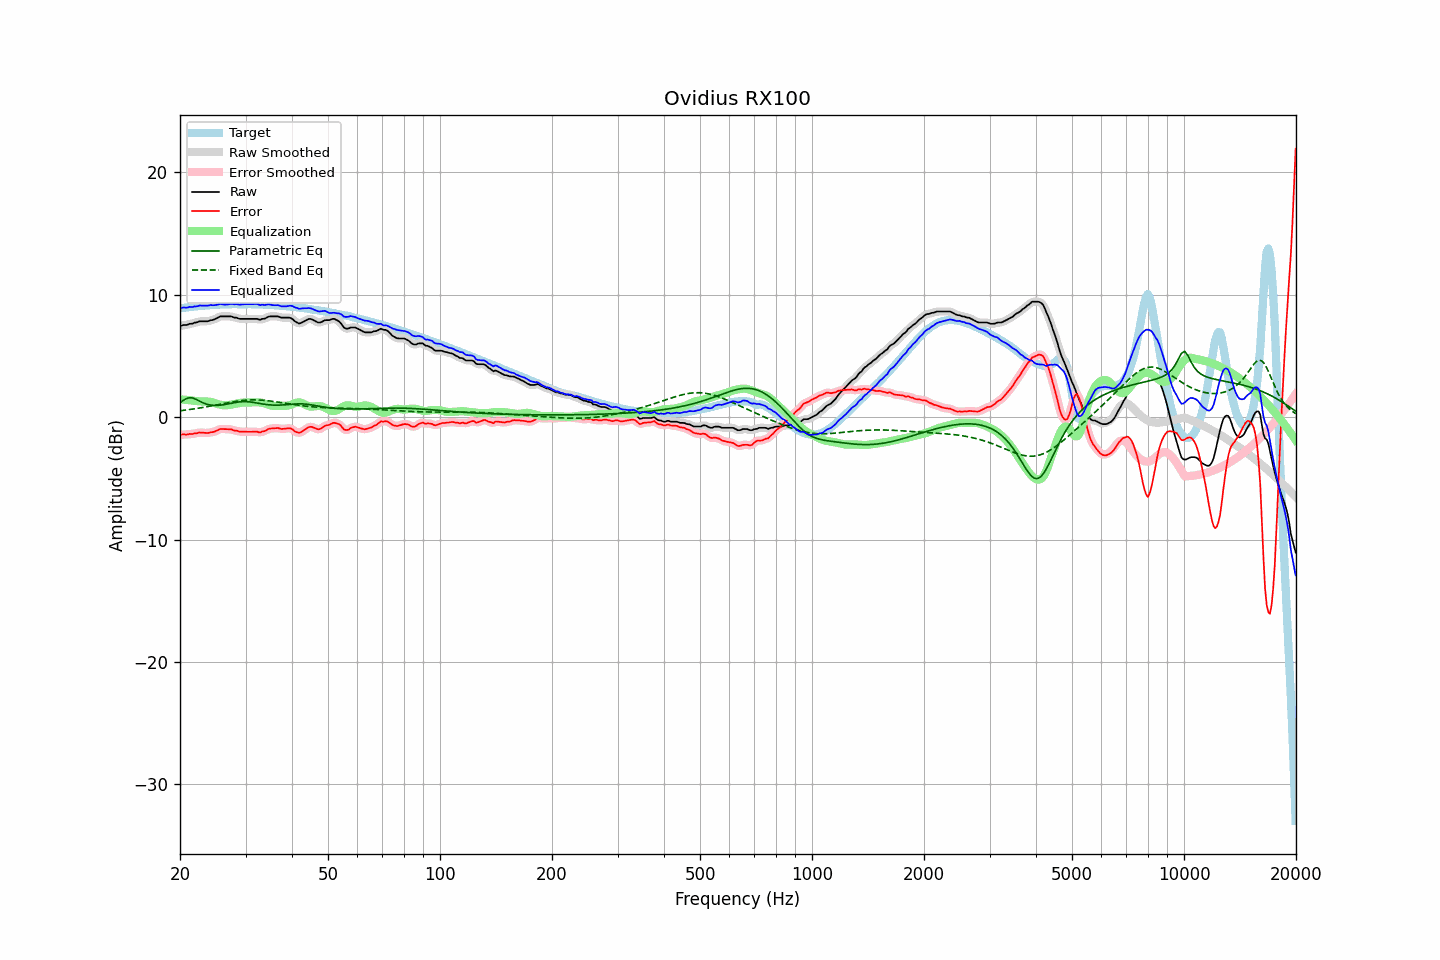 Ovidius RX100
Target
Raw Smoothed
Error Smoothed
Raw
Error
Equalization
Parametric Eq
Fixed Band Eq
Equalized
20
10
0
−10
−20
−30
Amplitude (dBr)
20 50 100 200 500 1000 2000 5000 10000 20000
Frequency (Hz)